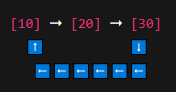 [10] → [20] → [30]
⬆ ⬇
⬅ ⬅ ⬅ ⬅ ⬅ ⬅